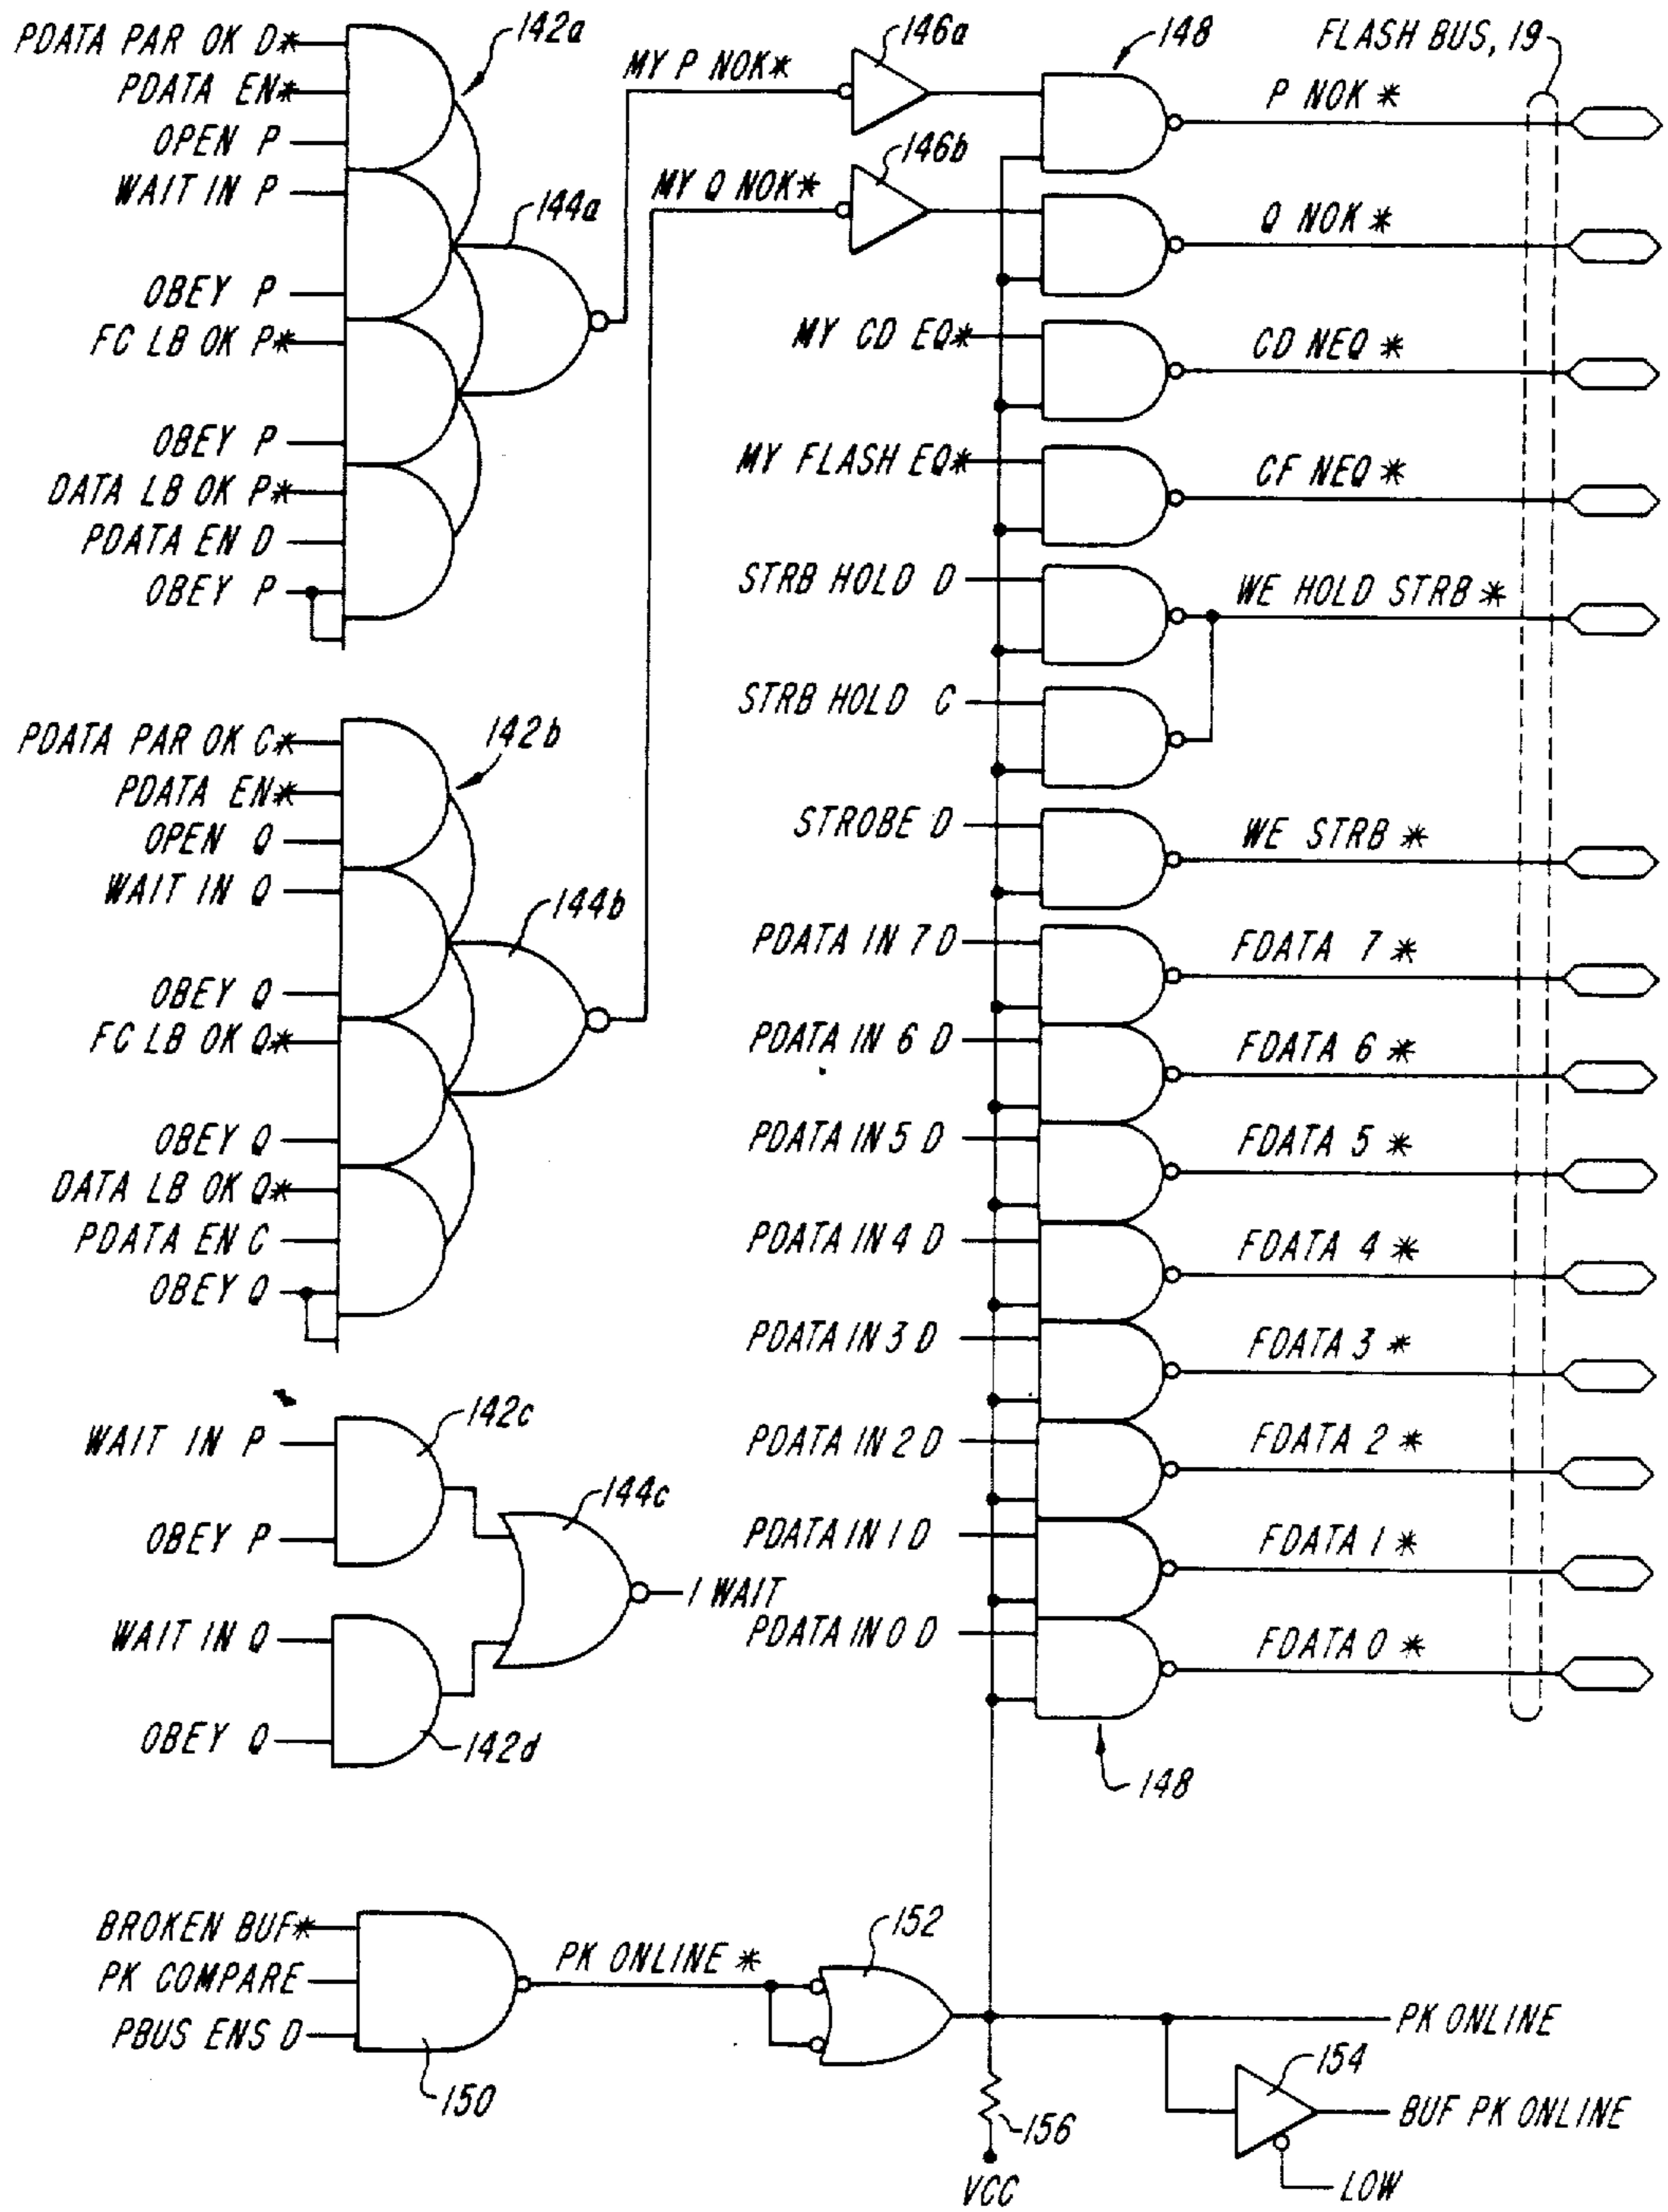 PDATA PAR OK D*
PDATA EN*
OPEN P
WAIT IN P
OBEY P
FC LB OK P*
OBEY P
DATA LB OK P*
PDATA EN D
OBEY P
142a
144a
MY P NOK*
MY Q NOK*
146a
146b
148
FLASH BUS, 19
P NOK *
Q NOK *
MY CD EQ*
CD NEQ *
MY FLASH EQ*
CF NEQ *
STRB HOLD D
WE HOLD STRB *
STRB HOLD C
STROBE D
WE STRB *
PDATA IN 7 D
FDATA 7 *
PDATA IN 6 D
FDATA 6 *
PDATA IN 5 D
FDATA 5 *
PDATA IN 4 D
FDATA 4 *
PDATA IN 3 D
FDATA 3 *
PDATA IN 2 D
FDATA 2 *
PDATA IN 1 D
FDATA 1 *
PDATA IN 0 D
FDATA 0 *
148
PDATA PAR OK C*
PDATA EN*
OPEN Q
WAIT IN Q
OBEY Q
FC LB OK Q*
OBEY Q
DATA LB OK Q*
PDATA EN C
OBEY Q
142b
144b
WAIT IN P
OBEY P
142c
144c
I WAIT
WAIT IN Q
OBEY Q
142d
BROKEN BUF*
PK COMPARE
PBUS ENS D
150
PK ONLINE *
152
PK ONLINE
154
BUF PK ONLINE
LOW
156
VCC